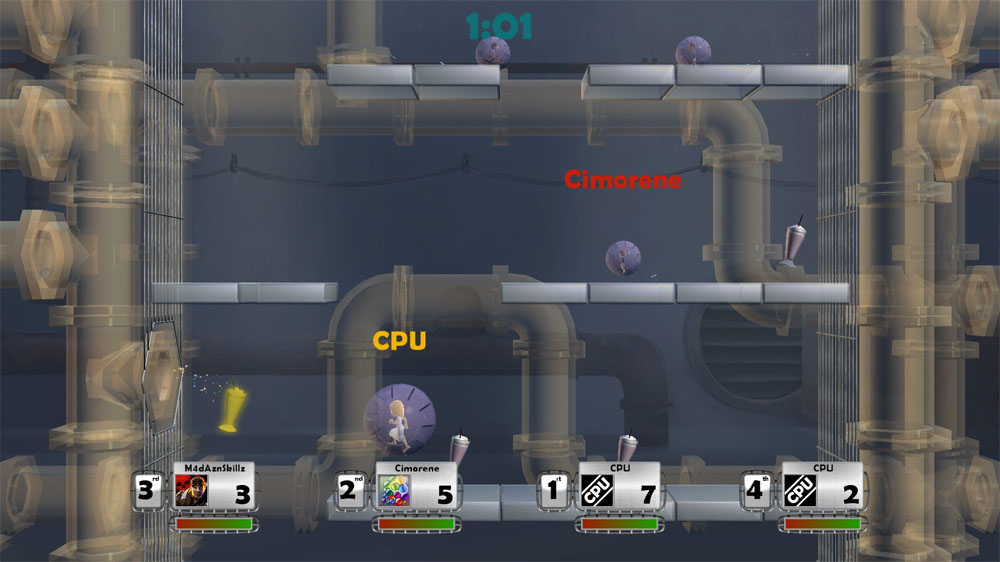 1:01
Cimorene
CPU
M4dAznSkillz
3rd
3
Cimorene
2nd
5
CPU
1st
CPU
7
CPU
4th
CPU
2